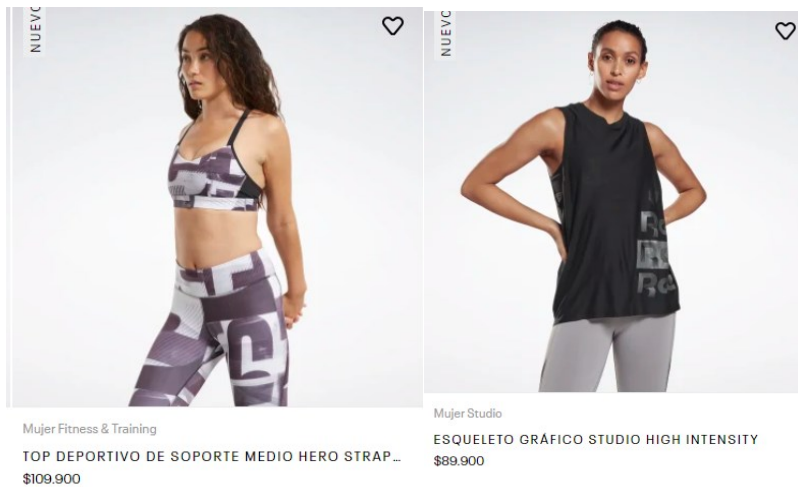 NUEVO
Mujer Fitness & Training
TOP DEPORTIVO DE SOPORTE MEDIO HERO STRAP...
$109.900
NUEVO
Mujer Studio
ESQUELETO GRÁFICO STUDIO HIGH INTENSITY
$89.900